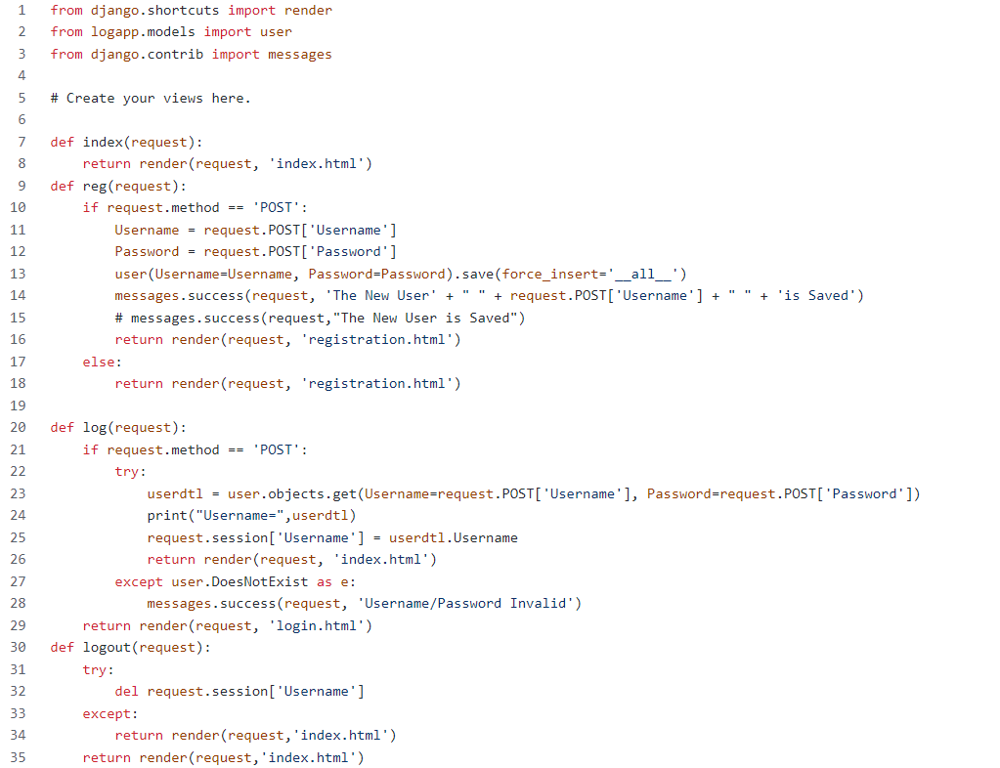 1 from django.shortcuts import render
2 from logapp.models import user
3 from django.contrib import messages
4
5 # Create your views here.
6
7 def index(request):
8     return render(request, 'index.html')
9 def reg(request):
10     if request.method == 'POST':
11         Username = request.POST['Username']
12         Password = request.POST['Password']
13         user(Username=Username, Password=Password).save(force_insert='__all__')
14         messages.success(request, 'The New User' + " " + request.POST['Username'] + " " + 'is Saved')
15         # messages.success(request,"The New User is Saved")
16         return render(request, 'registration.html')
17     else:
18         return render(request, 'registration.html')
19
20 def log(request):
21     if request.method == 'POST':
22         try:
23             userdtl = user.objects.get(Username=request.POST['Username'], Password=request.POST['Password'])
24             print("Username=",userdtl)
25             request.session['Username'] = userdtl.Username
26             return render(request, 'index.html')
27         except user.DoesNotExist as e:
28             messages.success(request, 'Username/Password Invalid')
29     return render(request, 'login.html')
30 def logout(request):
31     try:
32         del request.session['Username']
33     except:
34         return render(request,'index.html')
35     return render(request,'index.html')